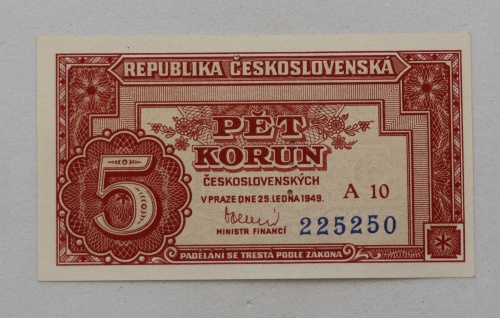 REPUBLIKA ČESKOSLOVENSKÁ
PĚT
KORUN
ČESKOSLOVENSKÝCH
V PRAZE DNE 25. LEDNA 1949.
A 10
5
MINISTR FINANCÍ
225250
PADĚLÁNÍ SE TRESTÁ PODLE ZÁKONA